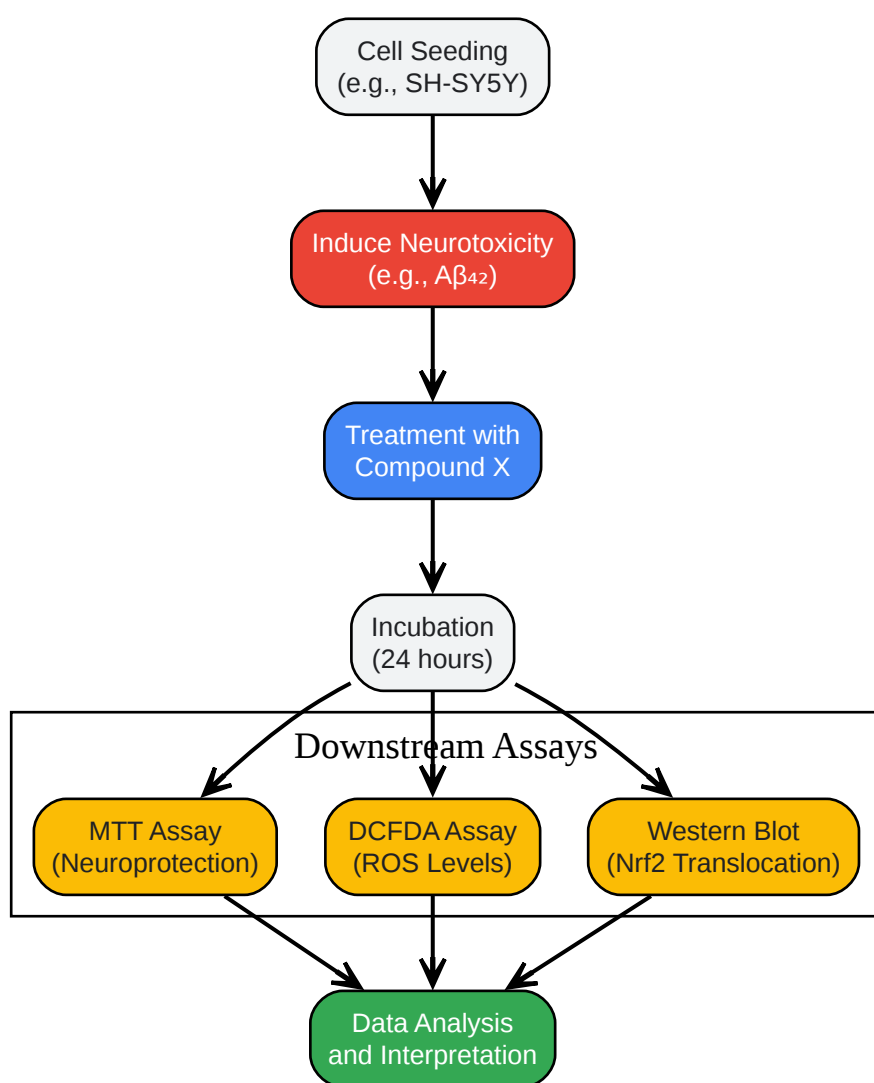 Cell Seeding
(e.g., SH-SY5Y)
Induce Neurotoxicity
(e.g., Aβ₄₂)
Treatment with
Compound X
Incubation
(24 hours)
Downstream Assays
MTT Assay
(Neuroprotection)
DCFDA Assay
(ROS Levels)
Western Blot
(Nrf2 Translocation)
Data Analysis
and Interpretation